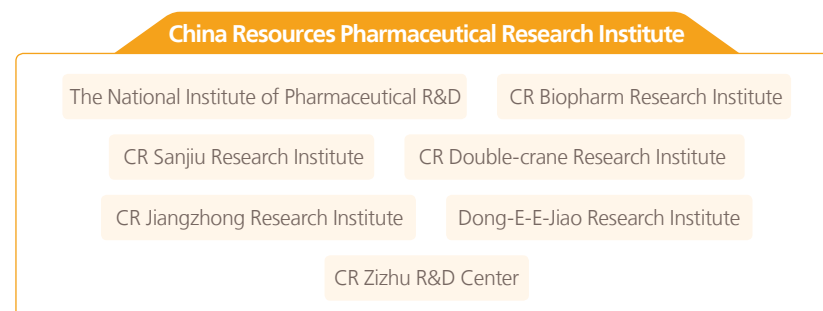 China Resources Pharmaceutical Research Institute
The National Institute of Pharmaceutical R&D
CR Biopharm Research Institute
CR Sanjiu Research Institute
CR Double-crane Research Institute
CR Jiangzhong Research Institute
Dong-E-E-Jiao Research Institute
CR Zizhu R&D Center